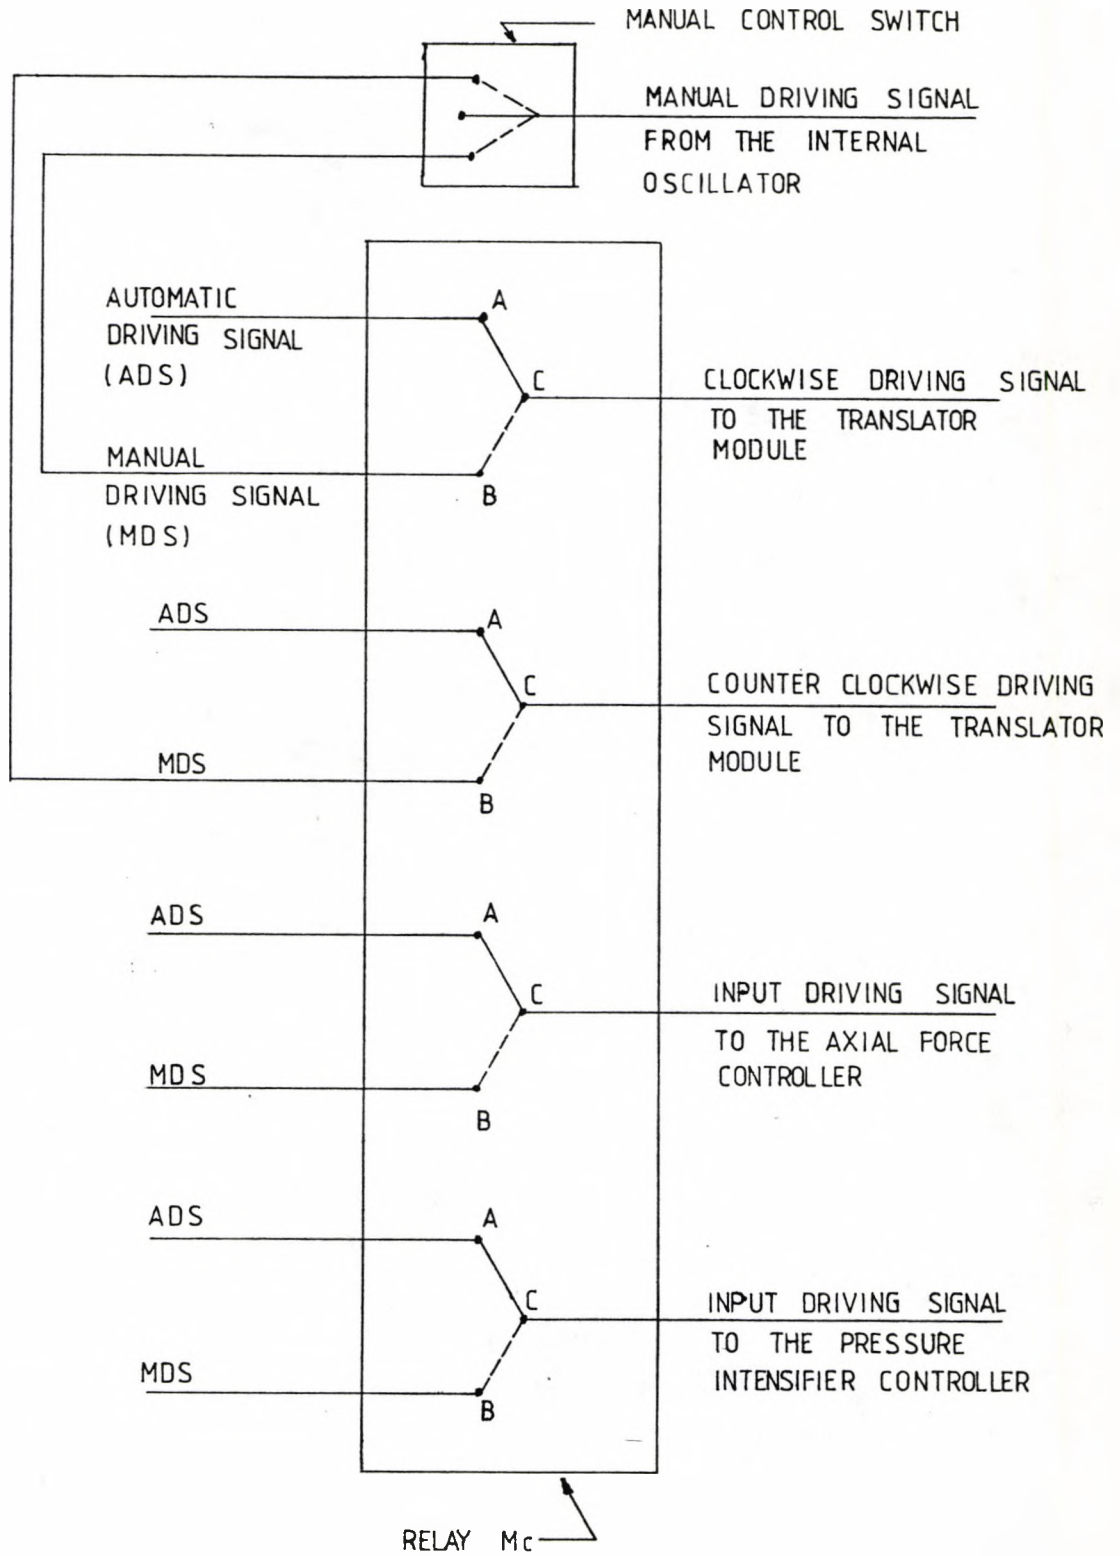 MANUAL CONTROL SWITCH
MANUAL DRIVING SIGNAL
FROM THE INTERNAL
OSCILLATOR
AUTOMATIC
DRIVING SIGNAL
(ADS)
A
C
CLOCKWISE DRIVING SIGNAL
TO THE TRANSLATOR
MODULE
MANUAL
DRIVING SIGNAL
(MDS)
B
ADS
A
C
COUNTER CLOCKWISE DRIVING
SIGNAL TO THE TRANSLATOR
MODULE
MDS
B
ADS
A
C
INPUT DRIVING SIGNAL
TO THE AXIAL FORCE
CONTROLLER
MDS
B
ADS
A
C
INPUT DRIVING SIGNAL
TO THE PRESSURE
INTENSIFIER CONTROLLER
MDS
B
RELAY Mc